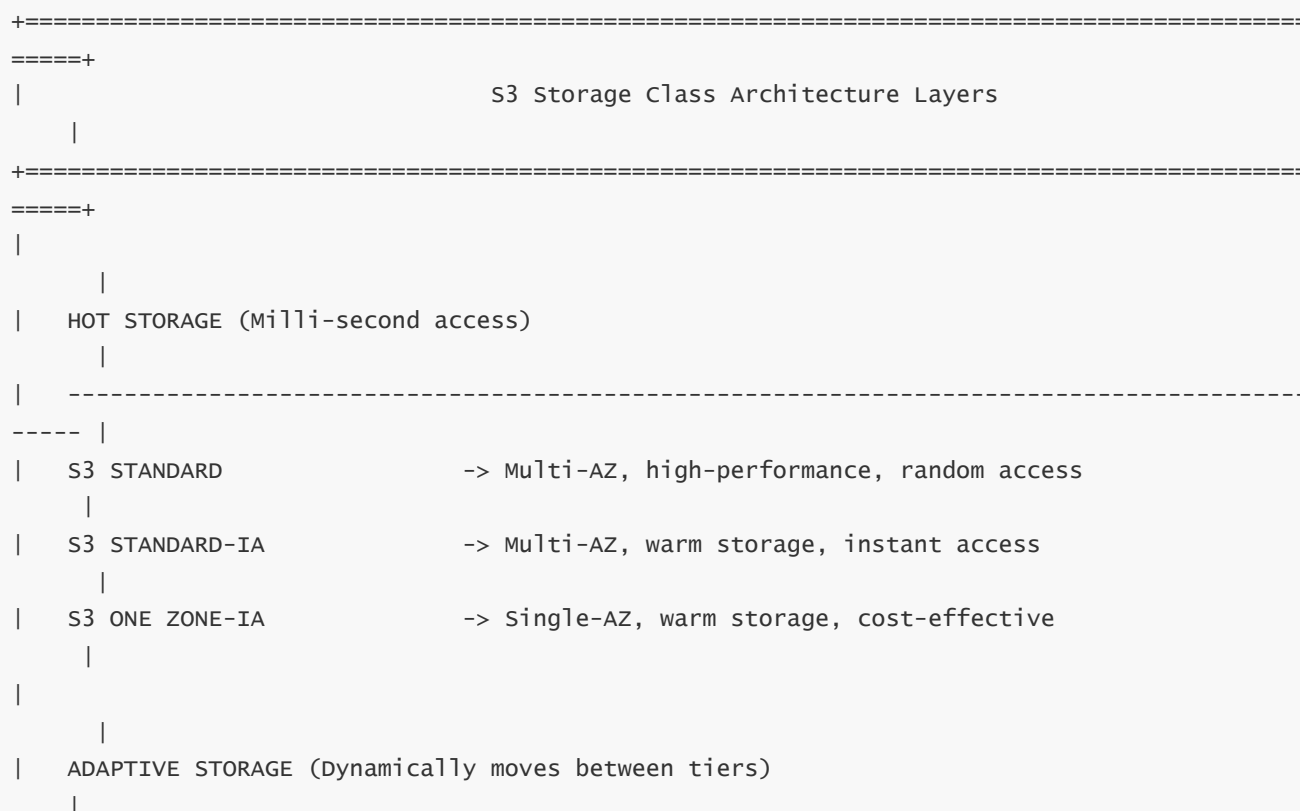 +==========================================================================================
=====+
|                                 S3 Storage Class Architecture Layers
    |
+==========================================================================================
=====+
|
      |
|   HOT STORAGE (Milli-second access)
      |
|   ---------------------------------------------------------------------------------------
----- |
|   S3 STANDARD                 -> Multi-AZ, high-performance, random access
     |
|   S3 STANDARD-IA              -> Multi-AZ, warm storage, instant access
      |
|   S3 ONE ZONE-IA              -> Single-AZ, warm storage, cost-effective
     |
|
      |
|   ADAPTIVE STORAGE (Dynamically moves between tiers)
    |